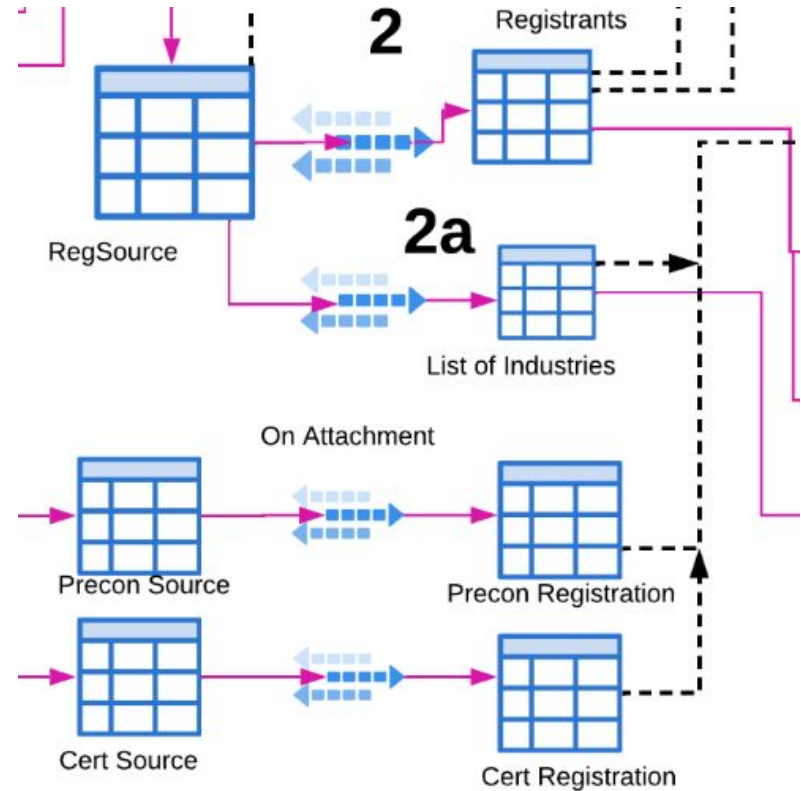 2
Registrants
RegSource
2a
List of Industries
On Attachment
Precon Source
Precon Registration
Cert Source
Cert Registration